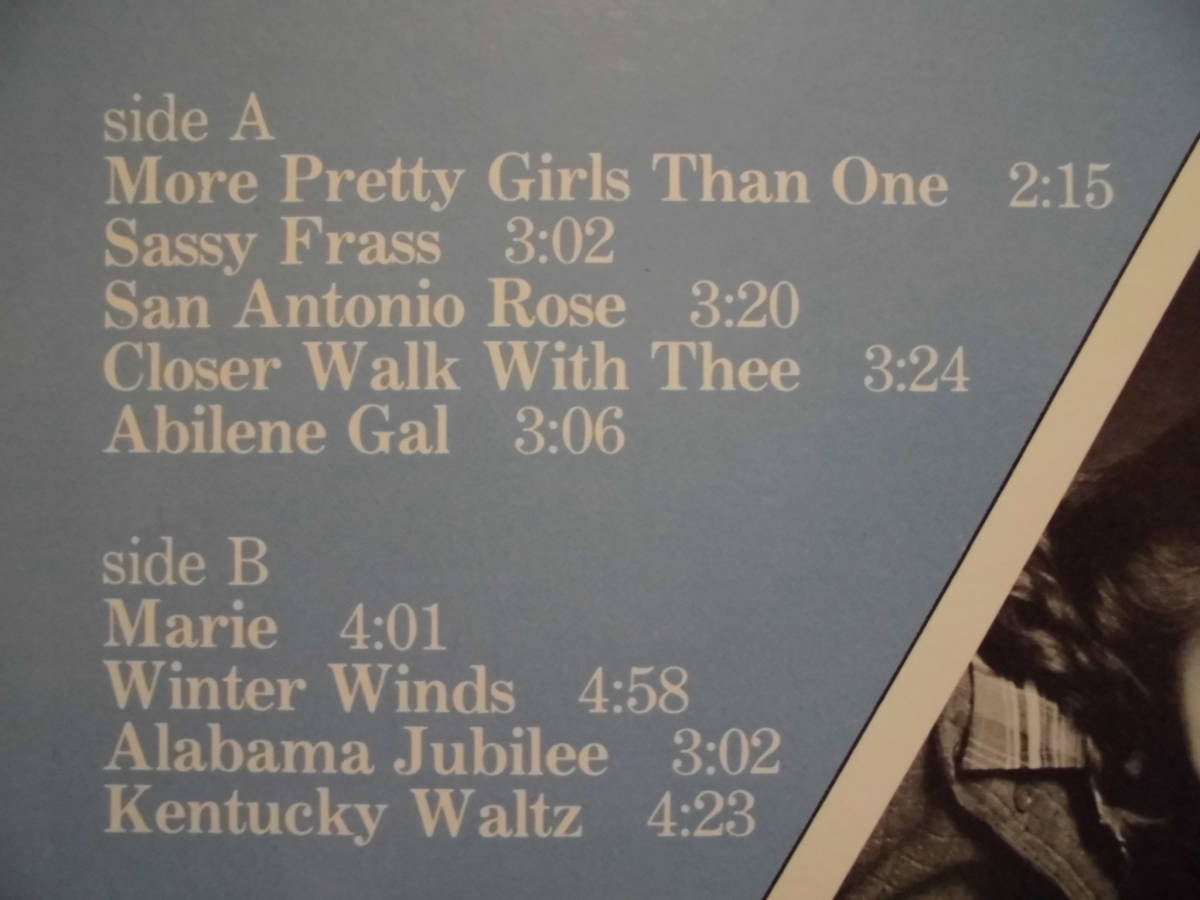 side A
More Pretty Girls Than One 2:15
Sassy Frass 3:02
San Antonio Rose 3:20
Closer Walk With Thee 3:24
Abilene Gal 3:06
side B
Marie 4:01
Winter Winds 4:58
Alabama Jubilee 3:02
Kentucky Waltz 4:23